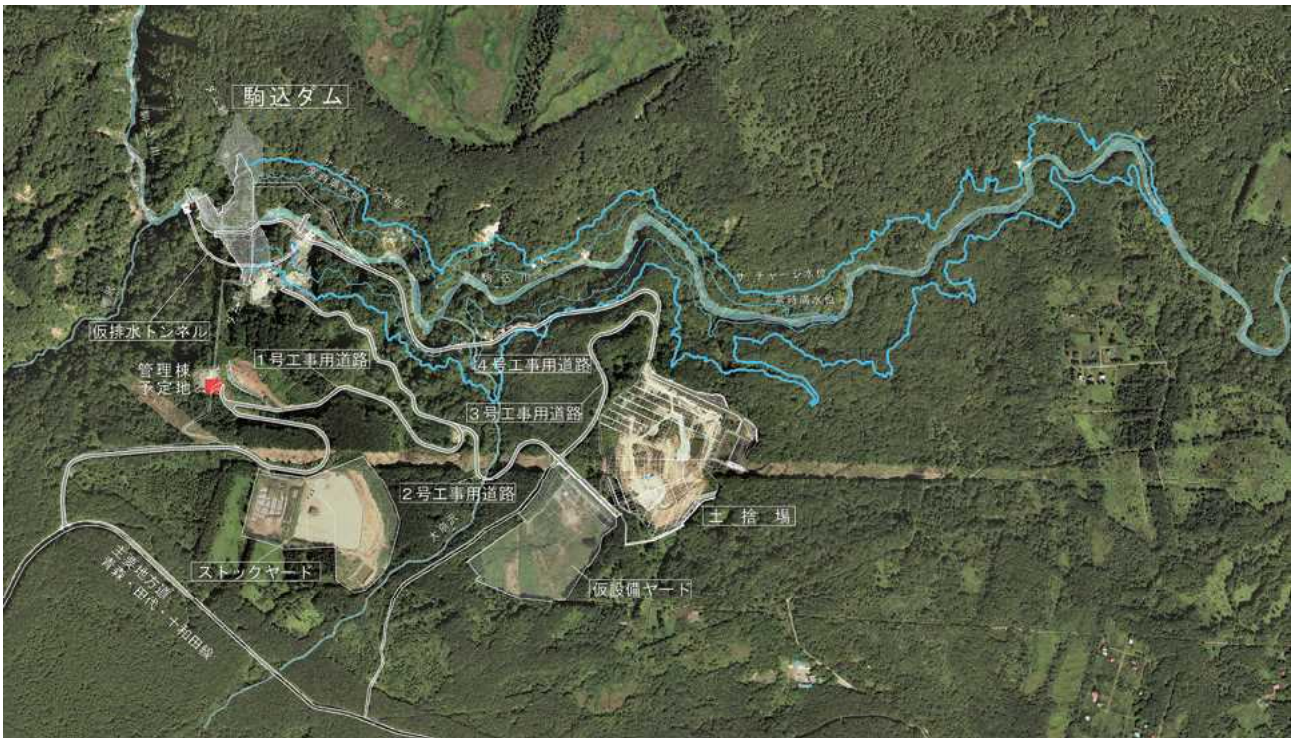 駒込ダム
サーチャージ水位
常時満水位
仮排水トンネル
1号工事用道路
4号工事用道路
管理棟
予定地
3号工事用道路
2号工事用道路
土捨場
ストックヤード
仮設備ヤード
主要地方道
青森・田代・十和田線